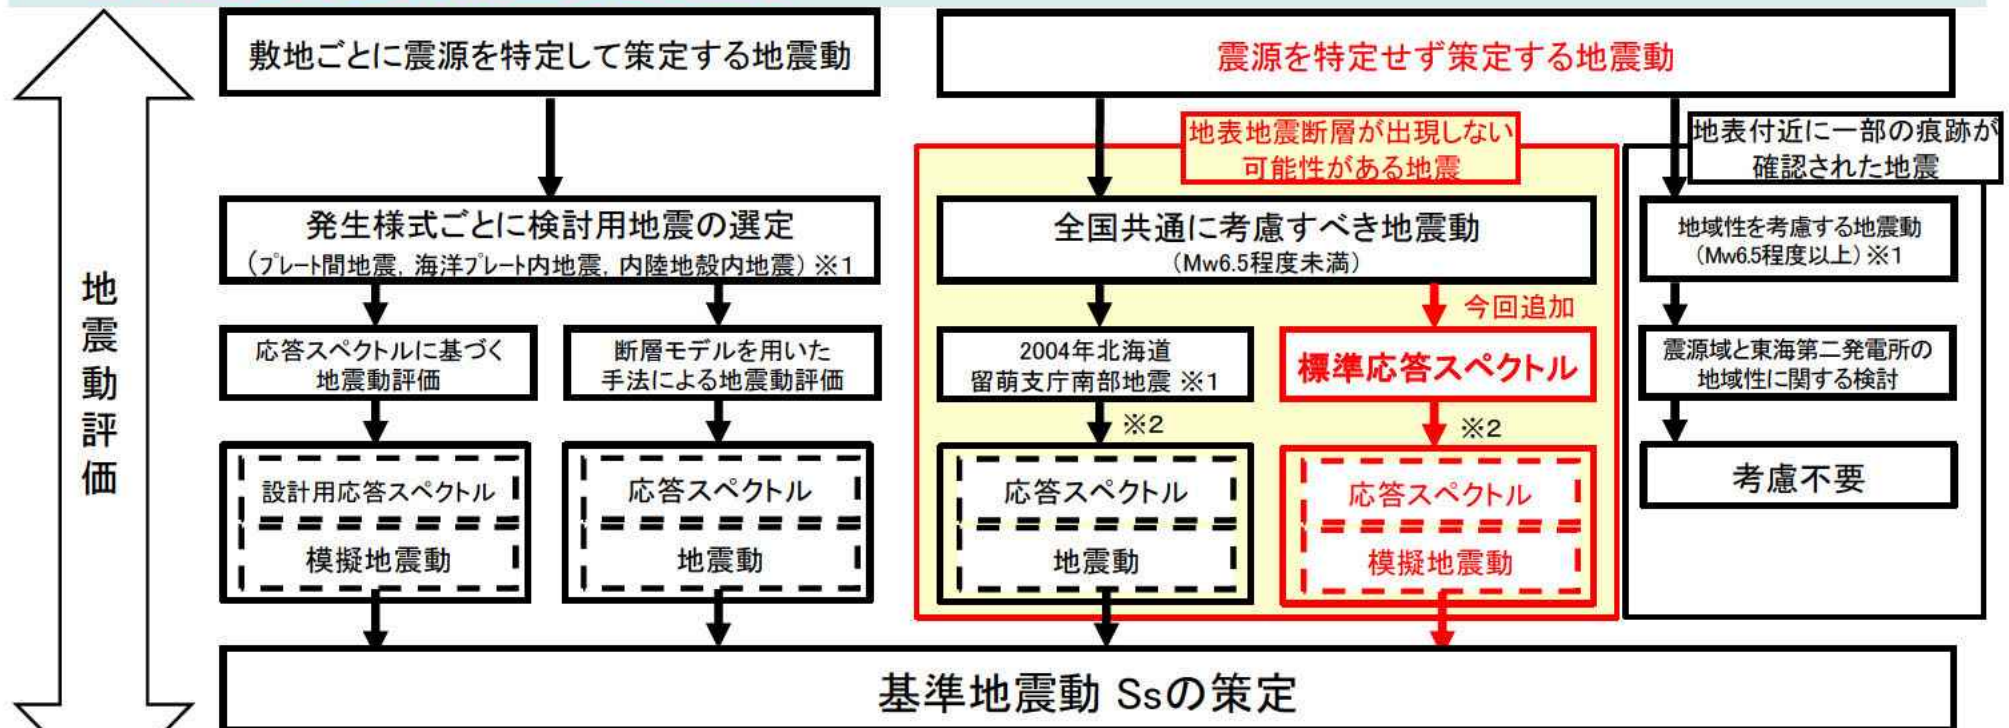 敷地ごとに震源を特定して策定する地震動
震源を特定せず策定する地震動
地表地震断層が出現しない
可能性がある地震
地表付近に一部の痕跡が
確認された地震
発生様式ごとに検討用地震の選定
(プレート間地震, 海洋プレート内地震, 内陸地殻内地震) ※1
全国共通に考慮すべき地震動
(Mw6.5程度未満)
地域性を考慮する地震動
(Mw6.5程度以上)※1
今回追加
応答スペクトルに基づく
地震動評価
断層モデルを用いた
手法による地震動評価
2004年北海道
留萌支庁南部地震 ※1
標準応答スペクトル
震源域と東海第二発電所の
地域性に関する検討
※2
※2
設計用応答スペクトル
模擬地震動
応答スペクトル
地震動
応答スペクトル
地震動
応答スペクトル
模擬地震動
考慮不要
地震動評価
基準地震動 Ssの策定